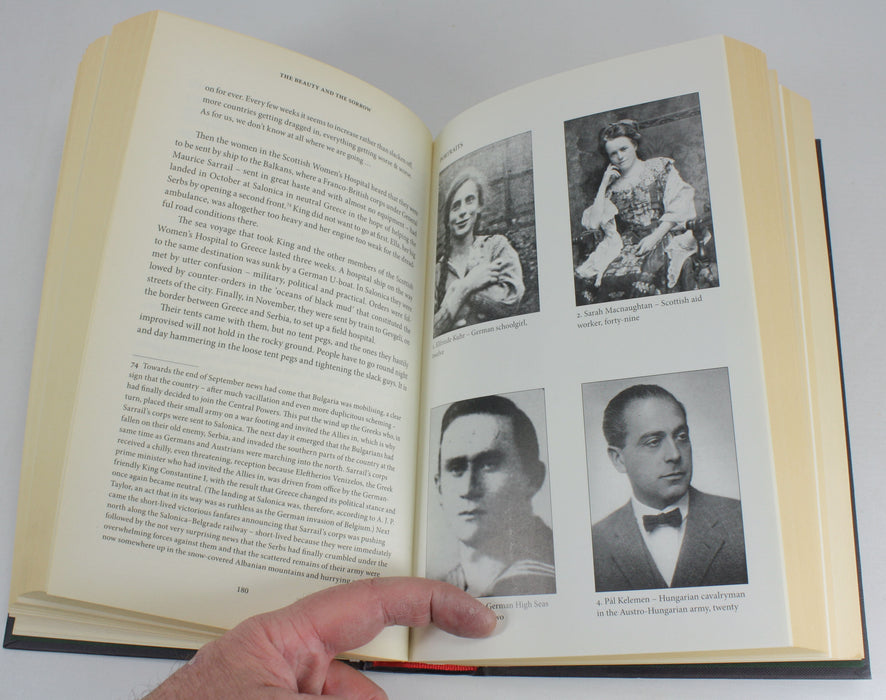 THE BEAUTY AND THE SORROW
on for ever. Every few weeks it seems to increase rather than slacken off,
more countries getting dragged in, everything getting worse & worse.
As for us, we don't know at all where we are going ...
Then the women in the Scottish Women's Hospital heard that they were
to be sent by ship to the Balkans, where a Franco-British corps under General
Maurice Sarrail – sent in great haste and with almost no equipment – had
landed in October at Salonica in neutral Greece in the hope of helping the
Serbs by opening a second front.⁷⁴ King did not want to go at first. Ella, her big
ambulance, was altogether too heavy and her engine too weak for the dread-
ful road conditions there.
The sea voyage that took King and the other members of the Scottish
Women's Hospital to Greece lasted three weeks. A hospital ship on the way
to the same destination was sunk by a German U-boat. In Salonica they were
met by utter confusion – military, political and practical. Orders were fol-
lowed by counter-orders in the 'oceans of black mud' that constituted the
streets of the city. Finally, in November, they were sent by train to Gevgeli, on
the border between Greece and Serbia, to set up a field hospital.
Their tents came with them, but no tent pegs, and the ones they hastily
improvised will not hold in the rocky ground. People have to go round night
and day hammering in the loose tent pegs and tightening the slack guys. It is
74 Towards the end of September news had come that Bulgaria was mobilising, a clear
sign that the country – after much vacillation and even more duplicitous scheming –
had finally decided to join the Central Powers. This put the wind up the Greeks who, in
turn, placed their small army on a war footing and invited the Allies in, which is why
Sarrail's corps were sent to Salonica. The next day it emerged that the Bulgarians had
fallen on their old enemy, Serbia, and invaded the southern parts of the country at the
same time as Germans and Austrians were marching into the north. Sarrail's corps
received a chilly, even threatening, reception because Eleftherios Venizelos, the Greek
prime minister who had invited the Allies in, was driven from office by the German-
friendly King Constantine I, with the result that Greece changed its political stance and
once again became neutral. (The landing at Salonica was, therefore, according to A. J. P.
Taylor, an act that in its way was as ruthless as the German invasion of Belgium.) Next
came the short-lived victorious fanfares announcing that Sarrail's corps was pushing
north along the Salonica–Belgrade railway – short-lived because they were immediately
followed by the not very surprising news that the Serbs had finally crumbled under the
overwhelming forces against them and that the scattered remains of their army were
now somewhere up in the snow-covered Albanian mountains and hurrying
180
PORTRAITS
1. Elfriede Kuhr – German schoolgirl,
twelve
2. Sarah Macnaughtan – Scottish aid
worker, forty-nine
German High Seas
4. Pál Kelemen – Hungarian cavalryman
in the Austro-Hungarian army, twenty